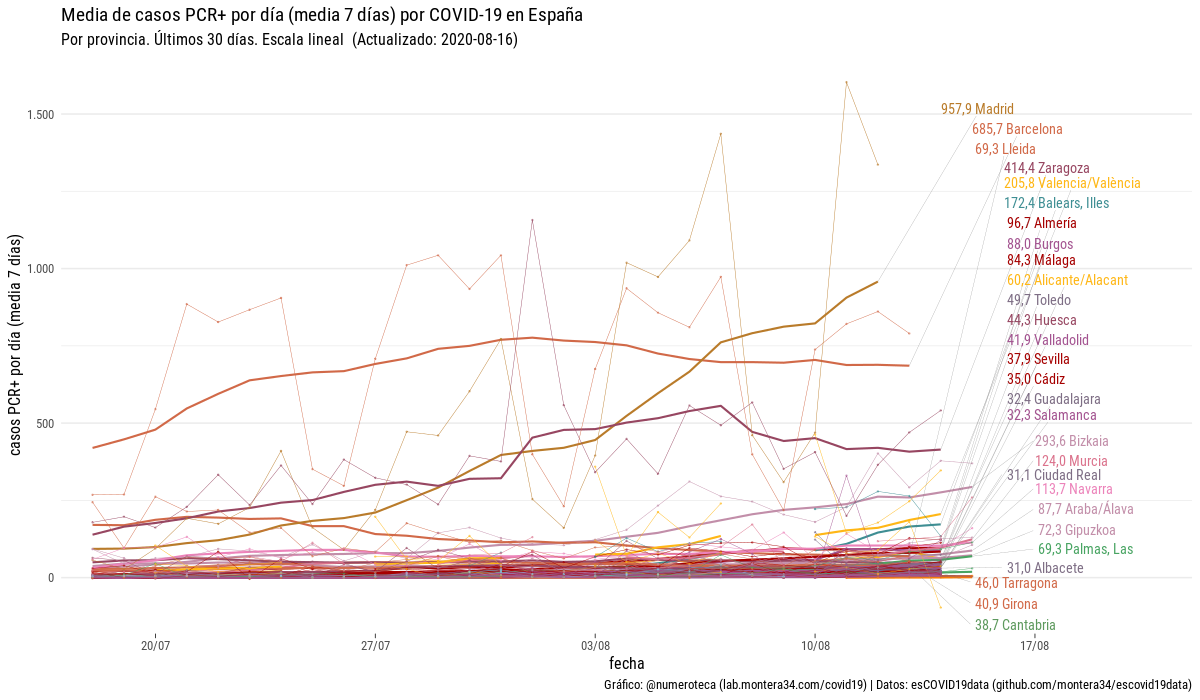 Media de casos PCR+ por día (media 7 días) por COVID-19 en España
Por provincia. Últimos 30 días. Escala lineal  (Actualizado: 2020-08-16)
casos PCR+ por día (media  7 días)
1.500
1.000
500
0
957,9 Madrid
685,7 Barcelona
69,3 Lleida
414,4 Zaragoza
205,8 Valencia/València
172,4 Balears, Illes
96,7 Almería
88,0 Burgos
84,3 Málaga
60,2 Alicante/Alacant
49,7 Toledo
44,3 Huesca
41,9 Valladolid
37,9 Sevilla
35,0 Cádiz
32,4 Guadalajara
32,3 Salamanca
293,6 Bizkaia
124,0 Murcia
31,1 Ciudad Real
113,7 Navarra
87,7 Araba/Álava
72,3 Gipuzkoa
69,3 Palmas, Las
31,0 Albacete
46,0 Tarragona
40,9 Girona
38,7 Cantabria
20/07
27/07
03/08
10/08
17/08
fecha
Gráfico: @numeroteca (lab.montera34.com/covid19) | Datos: esCOVID19data (github.com/montera34/escovid19data)